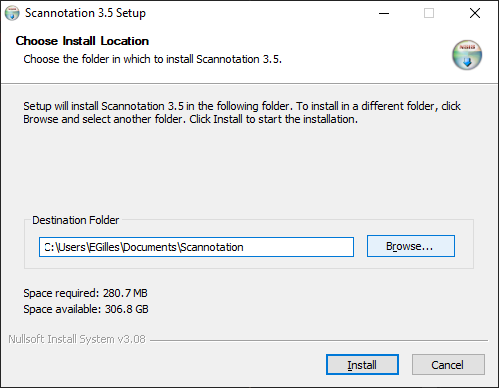 Scannotation 3.5 Setup
Choose Install Location
Choose the folder in which to install Scannotation 3.5.
Setup will install Scannotation 3.5 in the following folder. To install in a different folder, click
Browse and select another folder. Click Install to start the installation.
Destination Folder
C:\Users\EGilles\Documents\Scannotation
Browse...
Space required: 280.7 MB
Space available: 306.8 GB
Nullsoft Install System v3.08
Install
Cancel